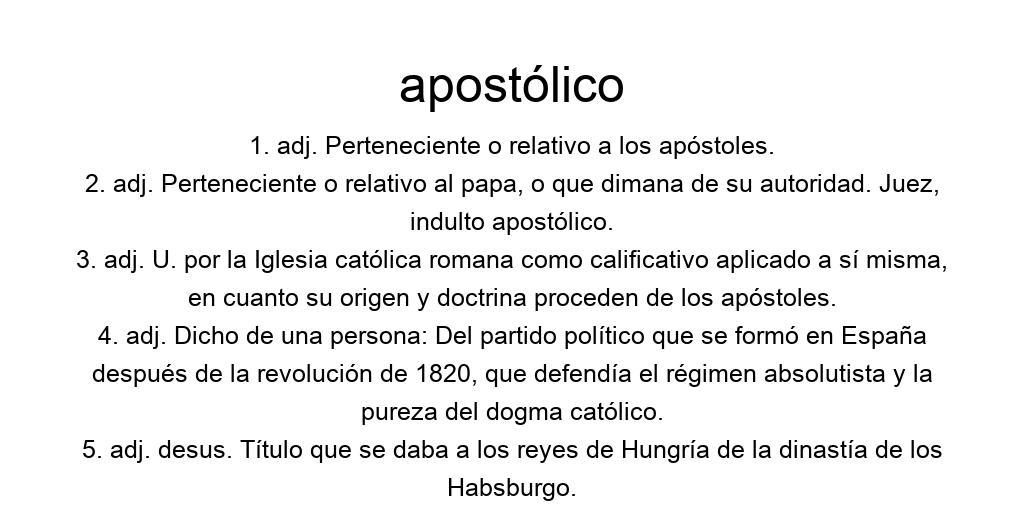 apostólico
1. adj. Perteneciente o relativo a los apóstoles.
2. adj. Perteneciente o relativo al papa, o que dimana de su autoridad. Juez,
indulto apostólico.
3. adj. U. por la Iglesia católica romana como calificativo aplicado a sí misma,
en cuanto su origen y doctrina proceden de los apóstoles.
4. adj. Dicho de una persona: Del partido político que se formó en España
después de la revolución de 1820, que defendía el régimen absolutista y la
pureza del dogma católico.
5. adj. desus. Título que se daba a los reyes de Hungría de la dinastía de los
Habsburgo.